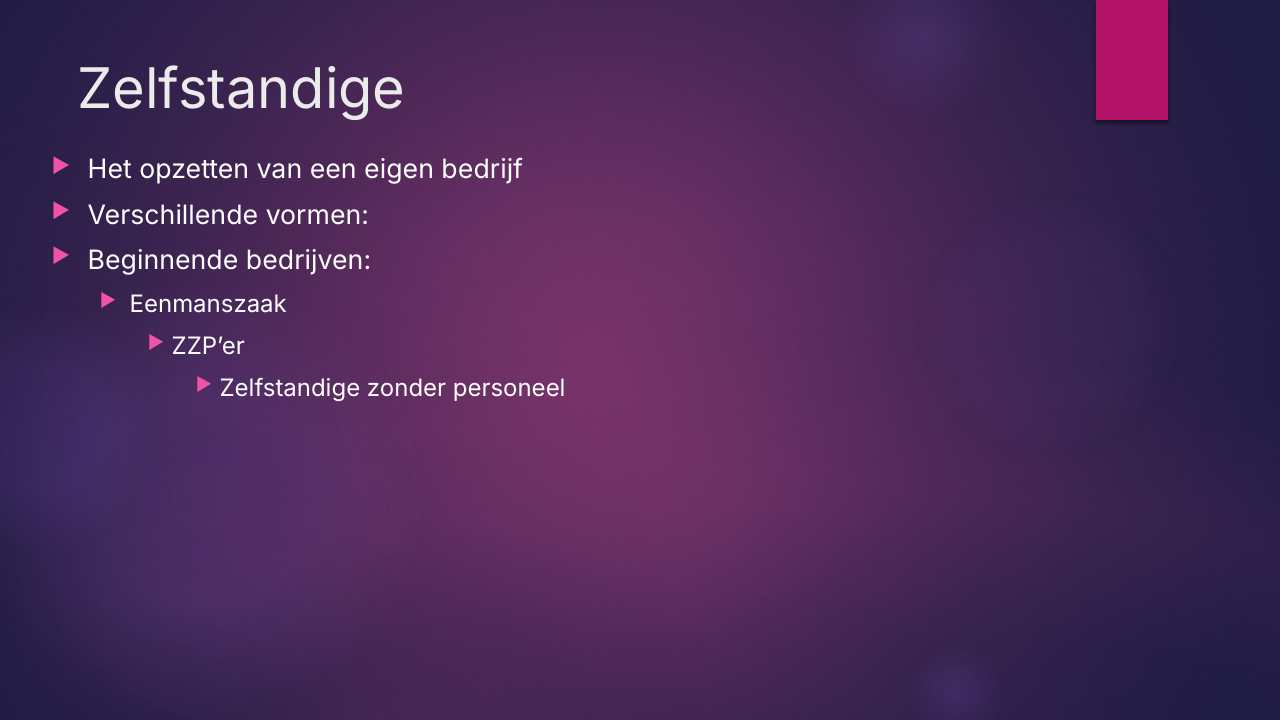 Zelfstandige
Het opzetten van een eigen bedrijf
Verschillende vormen:
Beginnende bedrijven:
Eenmanszaak
ZZP’er
Zelfstandige zonder personeel